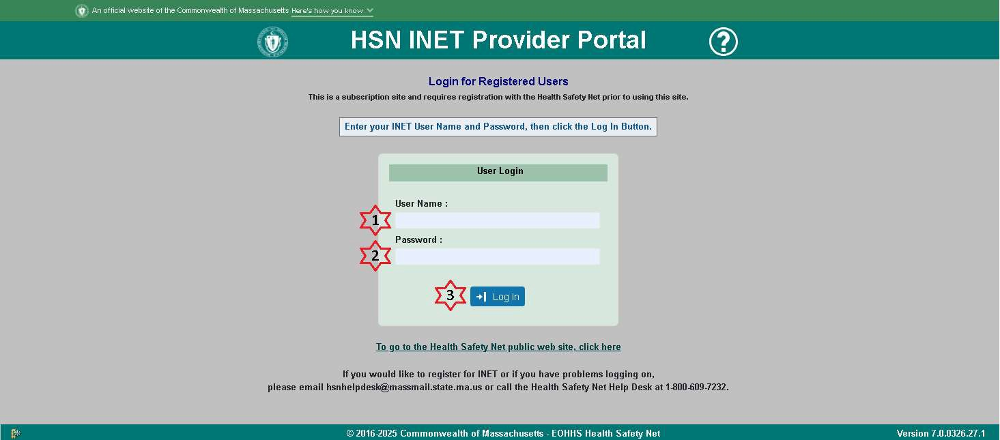 An official website of the Commonwealth of Massachusetts Here's how you know
HSN INET Provider Portal
?
Login for Registered Users
This is a subscription site and requires registration with the Health Safety Net prior to using this site.
Enter your INET User Name and Password, then click the Log In Button.
User Login
User Name :
1
Password :
2
3 Log In
To go to the Health Safety Net public web site, click here
If you would like to register for INET or if you have problems logging on,
please email hsnhelpdesk@massmail.state.ma.us or call the Health Safety Net Help Desk at 1-800-609-7232.
© 2016-2025 Commonwealth of Massachusetts - EOHHS Health Safety Net Version 7.0.0326.27.1